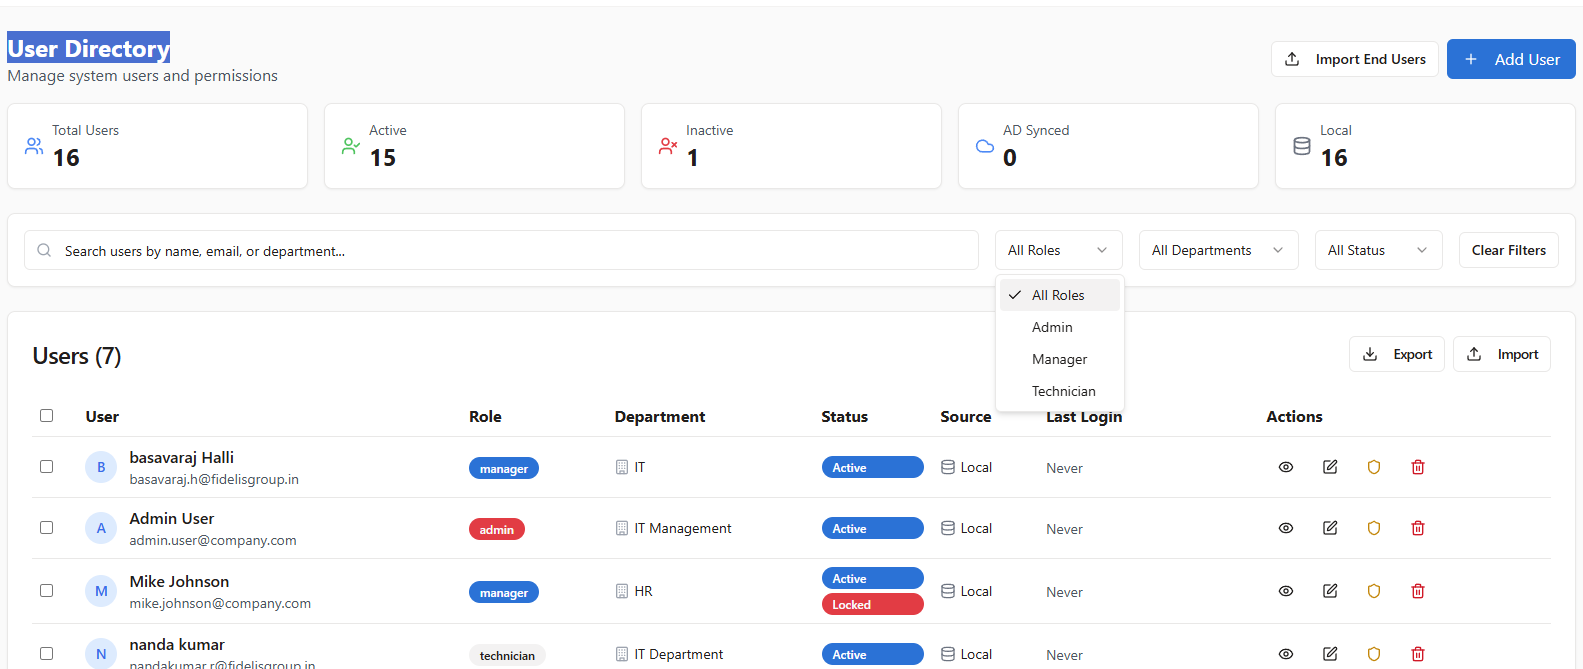 User Directory
Manage system users and permissions
Import End Users
Add User
Total Users
16
Active
15
Inactive
1
AD Synced
0
Local
16
Search users by name, email, or department...
All Roles
All Departments
All Status
Clear Filters
All Roles
Admin
Manager
Technician
Users (7)
Export
Import
User Role Department Status Source Last Login Actions
B basavaraj Halli manager IT Active Local Never
basavaraj.h@fidelisgroup.in
A Admin User admin IT Management Active Local Never
admin.user@company.com
M Mike Johnson manager HR Active Local Never
mike.johnson@company.com Locked
N nanda kumar technician IT Department Active Local Never
nandakumar.r@fidelisgroup.in